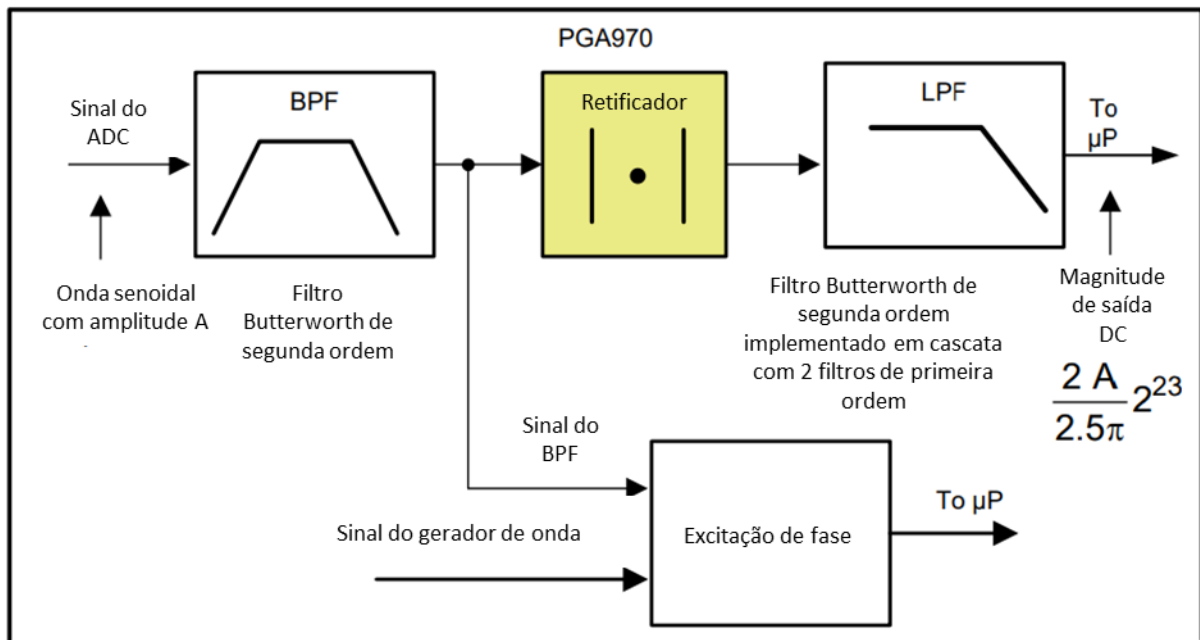 PGA970
Sinal do
ADC
BPF
Retificador
LPF
To
µP
Onda senoidal
com amplitude A
Filtro
Butterworth de
segunda ordem
Filtro Butterworth de
segunda ordem
implementado em cascata
com 2 filtros de primeira
ordem
Magnitude
de saída
DC
2 A
2.5π
2^23
Sinal do
BPF
Sinal do gerador de onda
Excitação de fase
To µP